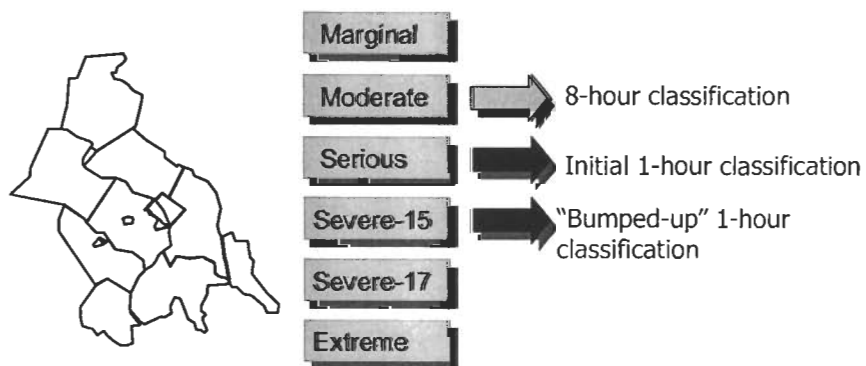 Marginal
Moderate
8-hour classification
Serious
Initial 1-hour classification
Severe-15
“Bumped-up” 1-hour
classification
Severe-17
Extreme